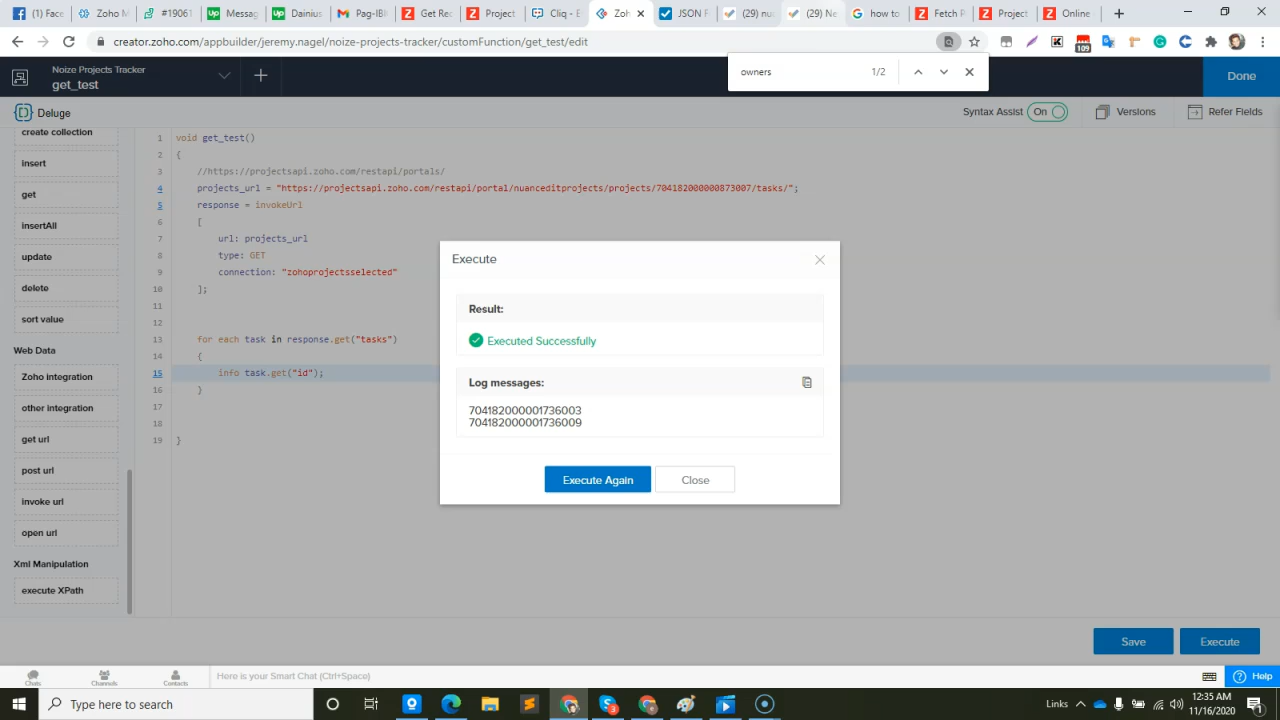 (1) Face
Zoho M
#19061
Messag
Dainius
Pag-IB
Get Rec
Project
Cliq - E
Zoh
JSON F
(29) nu
(29) Ne
how to
Fetch P
Project
Online
creator.zoho.com/appbuilder/jeremy.nagel/noize-projects-tracker/customFunction/get_test/edit
109
owners 1/2
Noize Projects Tracker
get_test
Done
Deluge
Syntax Assist On Versions Refer Fields
create collection
insert
get
insertAll
update
delete
sort value
Web Data
Zoho integration
other integration
get url
post url
invoke url
open url
Xml Manipulation
execute XPath
1 void get_test()
2 {
3 //https://projectsapi.zoho.com/restapi/portals/
4 projects_url = "https://projectsapi.zoho.com/restapi/portal/nuanceditprojects/projects/704182000000873007/tasks/";
5 response = invokeUrl
6 [
7 url: projects_url
8 type: GET
9 connection: "zohoprojectsselected"
10 ];
11
12
13 for each task in response.get("tasks")
14 {
15 info task.get("id");
16 }
17
18
19 }
Execute
Result:
Executed Successfully
Log messages:
704182000001736003
704182000001736009
Execute Again Close
Save Execute
Chats Channels Contacts Here is your Smart Chat (Ctrl+Space) Help
Type here to search
Links
12:35 AM
11/16/2020